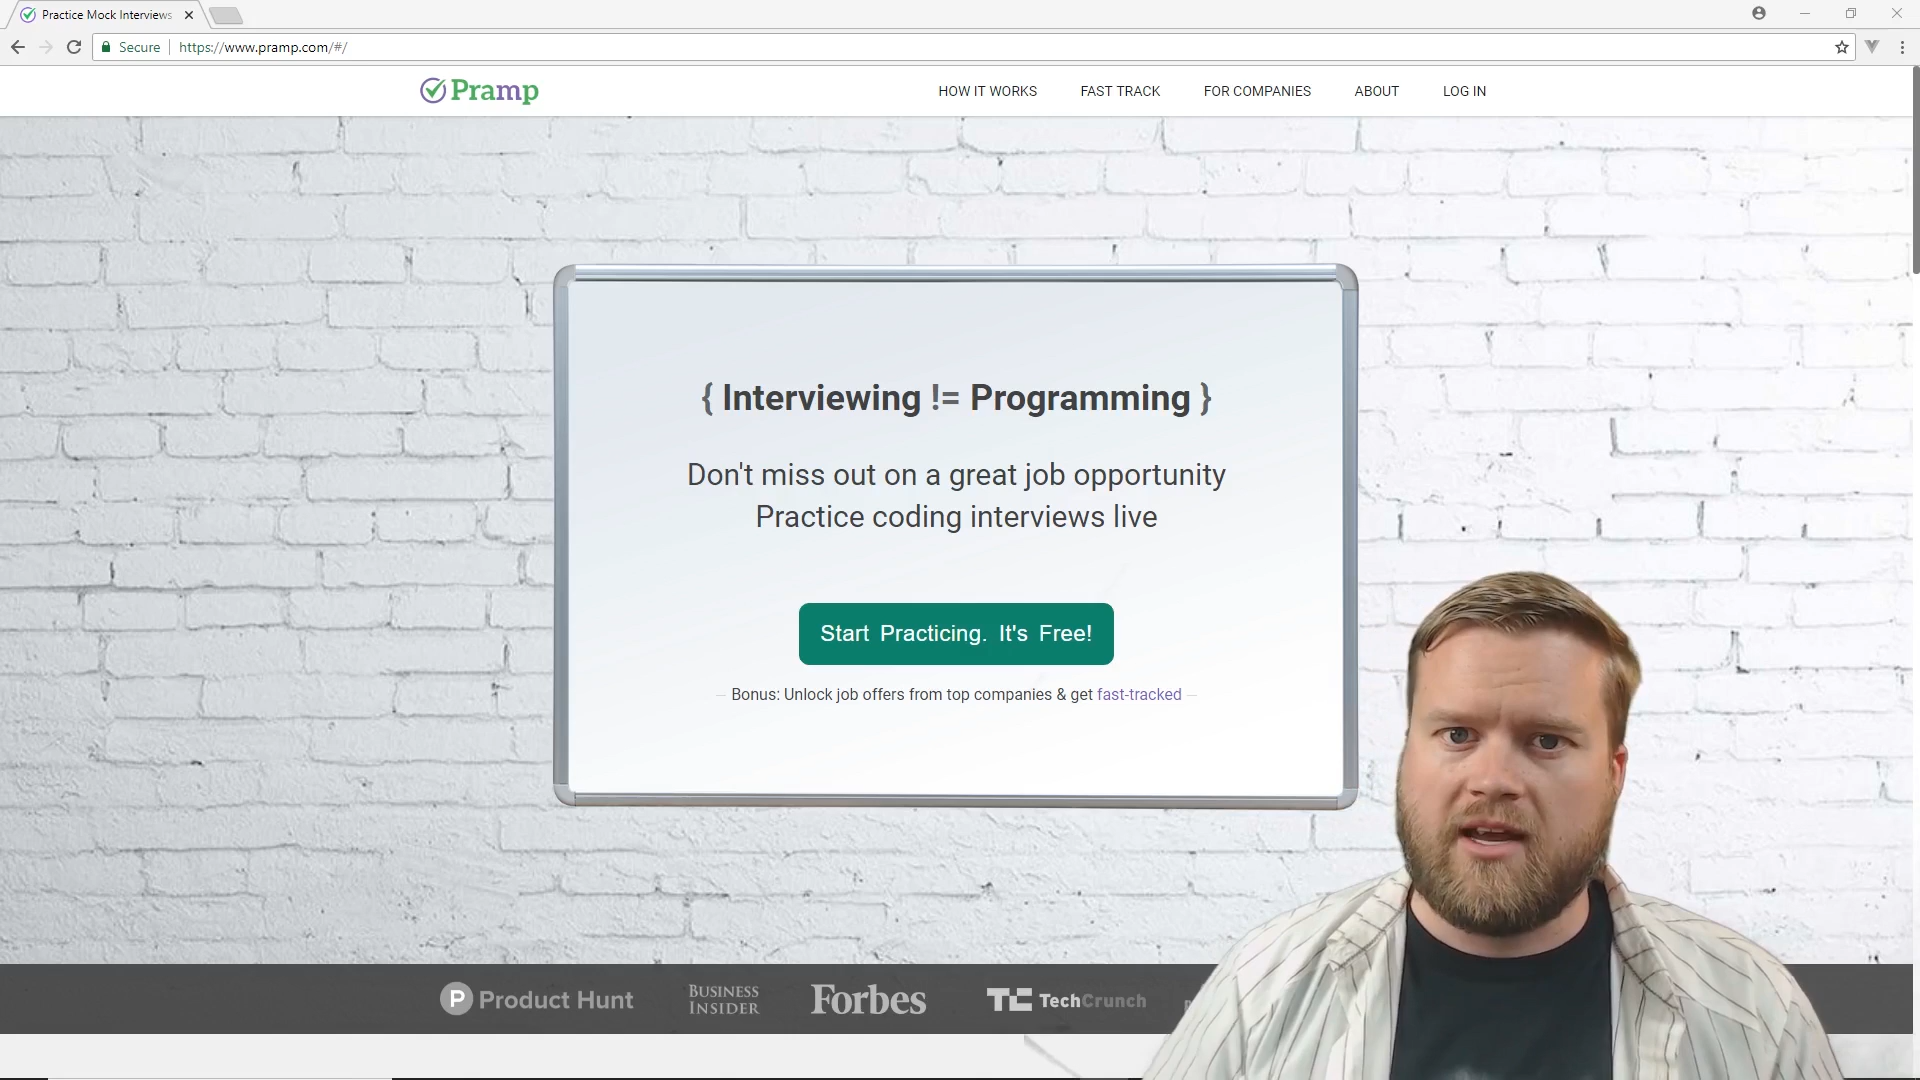 Practice Mock Interviews
Secure
https://www.pramp.com/#/
Pramp
HOW IT WORKS
FAST TRACK
FOR COMPANIES
ABOUT
LOG IN
{ Interviewing != Programming }
Don't miss out on a great job opportunity
Practice coding interviews live
Start Practicing. It's Free!
Bonus: Unlock job offers from top companies & get fast-tracked
P Product Hunt
BUSINESS
INSIDER
Forbes
TC TechCrunch